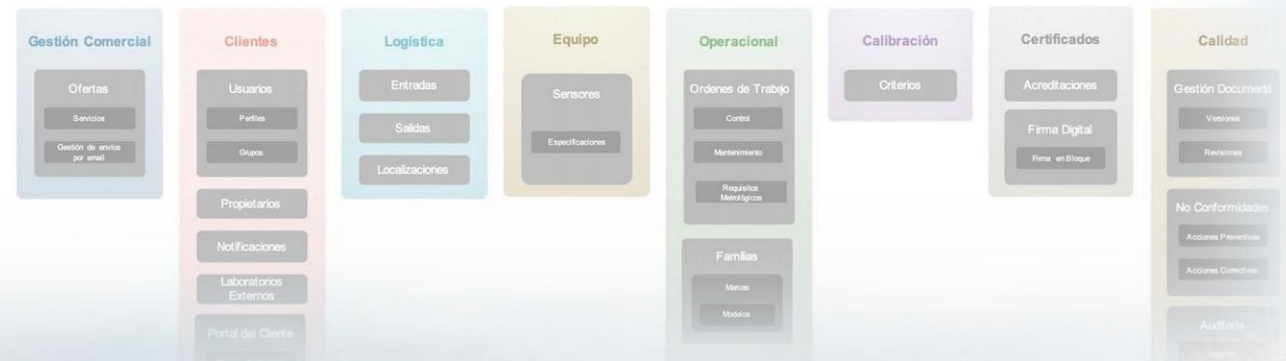 Gestión Comercial
Ofertas
Servicios
Gestión de envíos
por email
Clientes
Usuarios
Perfiles
Grupos
Propietarios
Notificaciones
Laboratorios
Externos
Portal del Cliente
Logística
Entradas
Salidas
Localizaciones
Equipo
Sensores
Especificaciones
Operacional
Ordenes de Trabajo
Control
Mantenimiento
Requisitos
Metrológicos
Familias
Marcas
Modelos
Calibración
Criterios
Certificados
Acreditaciones
Firma Digital
Firma en Bloque
Calidad
Gestión Documental
Versiones
Revisiones
No Conformidades
Acciones Preventivas
Acciones Correctivas
Auditoria